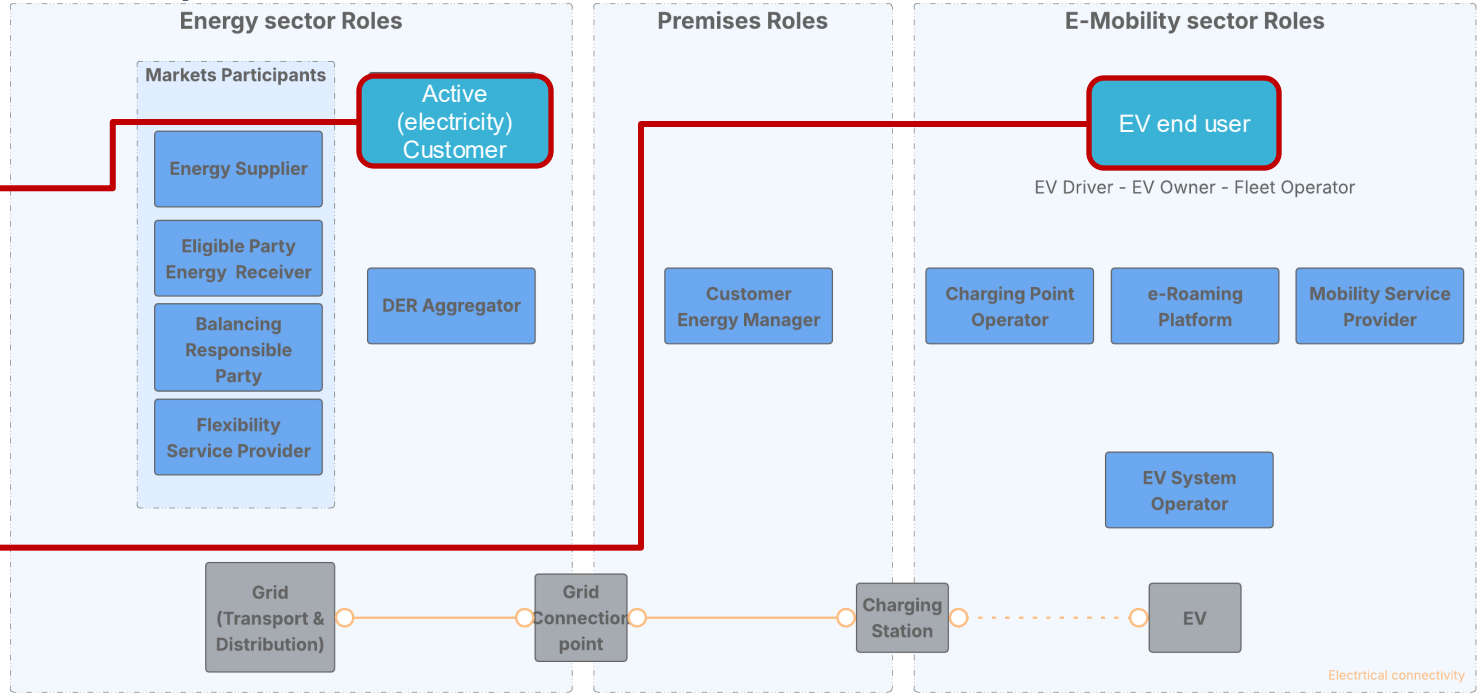 Energy sector Roles
Premises Roles
E-Mobility sector Roles
Markets Participants
Active
(electricity)
Customer
EV end user
EV Driver - EV Owner - Fleet Operator
Energy Supplier
Eligible Party
Energy Receiver
Balancing
Responsible
Party
Flexibility
Service Provider
DER Aggregator
Customer
Energy Manager
Charging Point
Operator
e-Roaming
Platform
Mobility Service
Provider
EV System
Operator
Grid
(Transport &
Distribution)
Grid
Connection
point
Charging
Station
EV
Electrtical connectivity